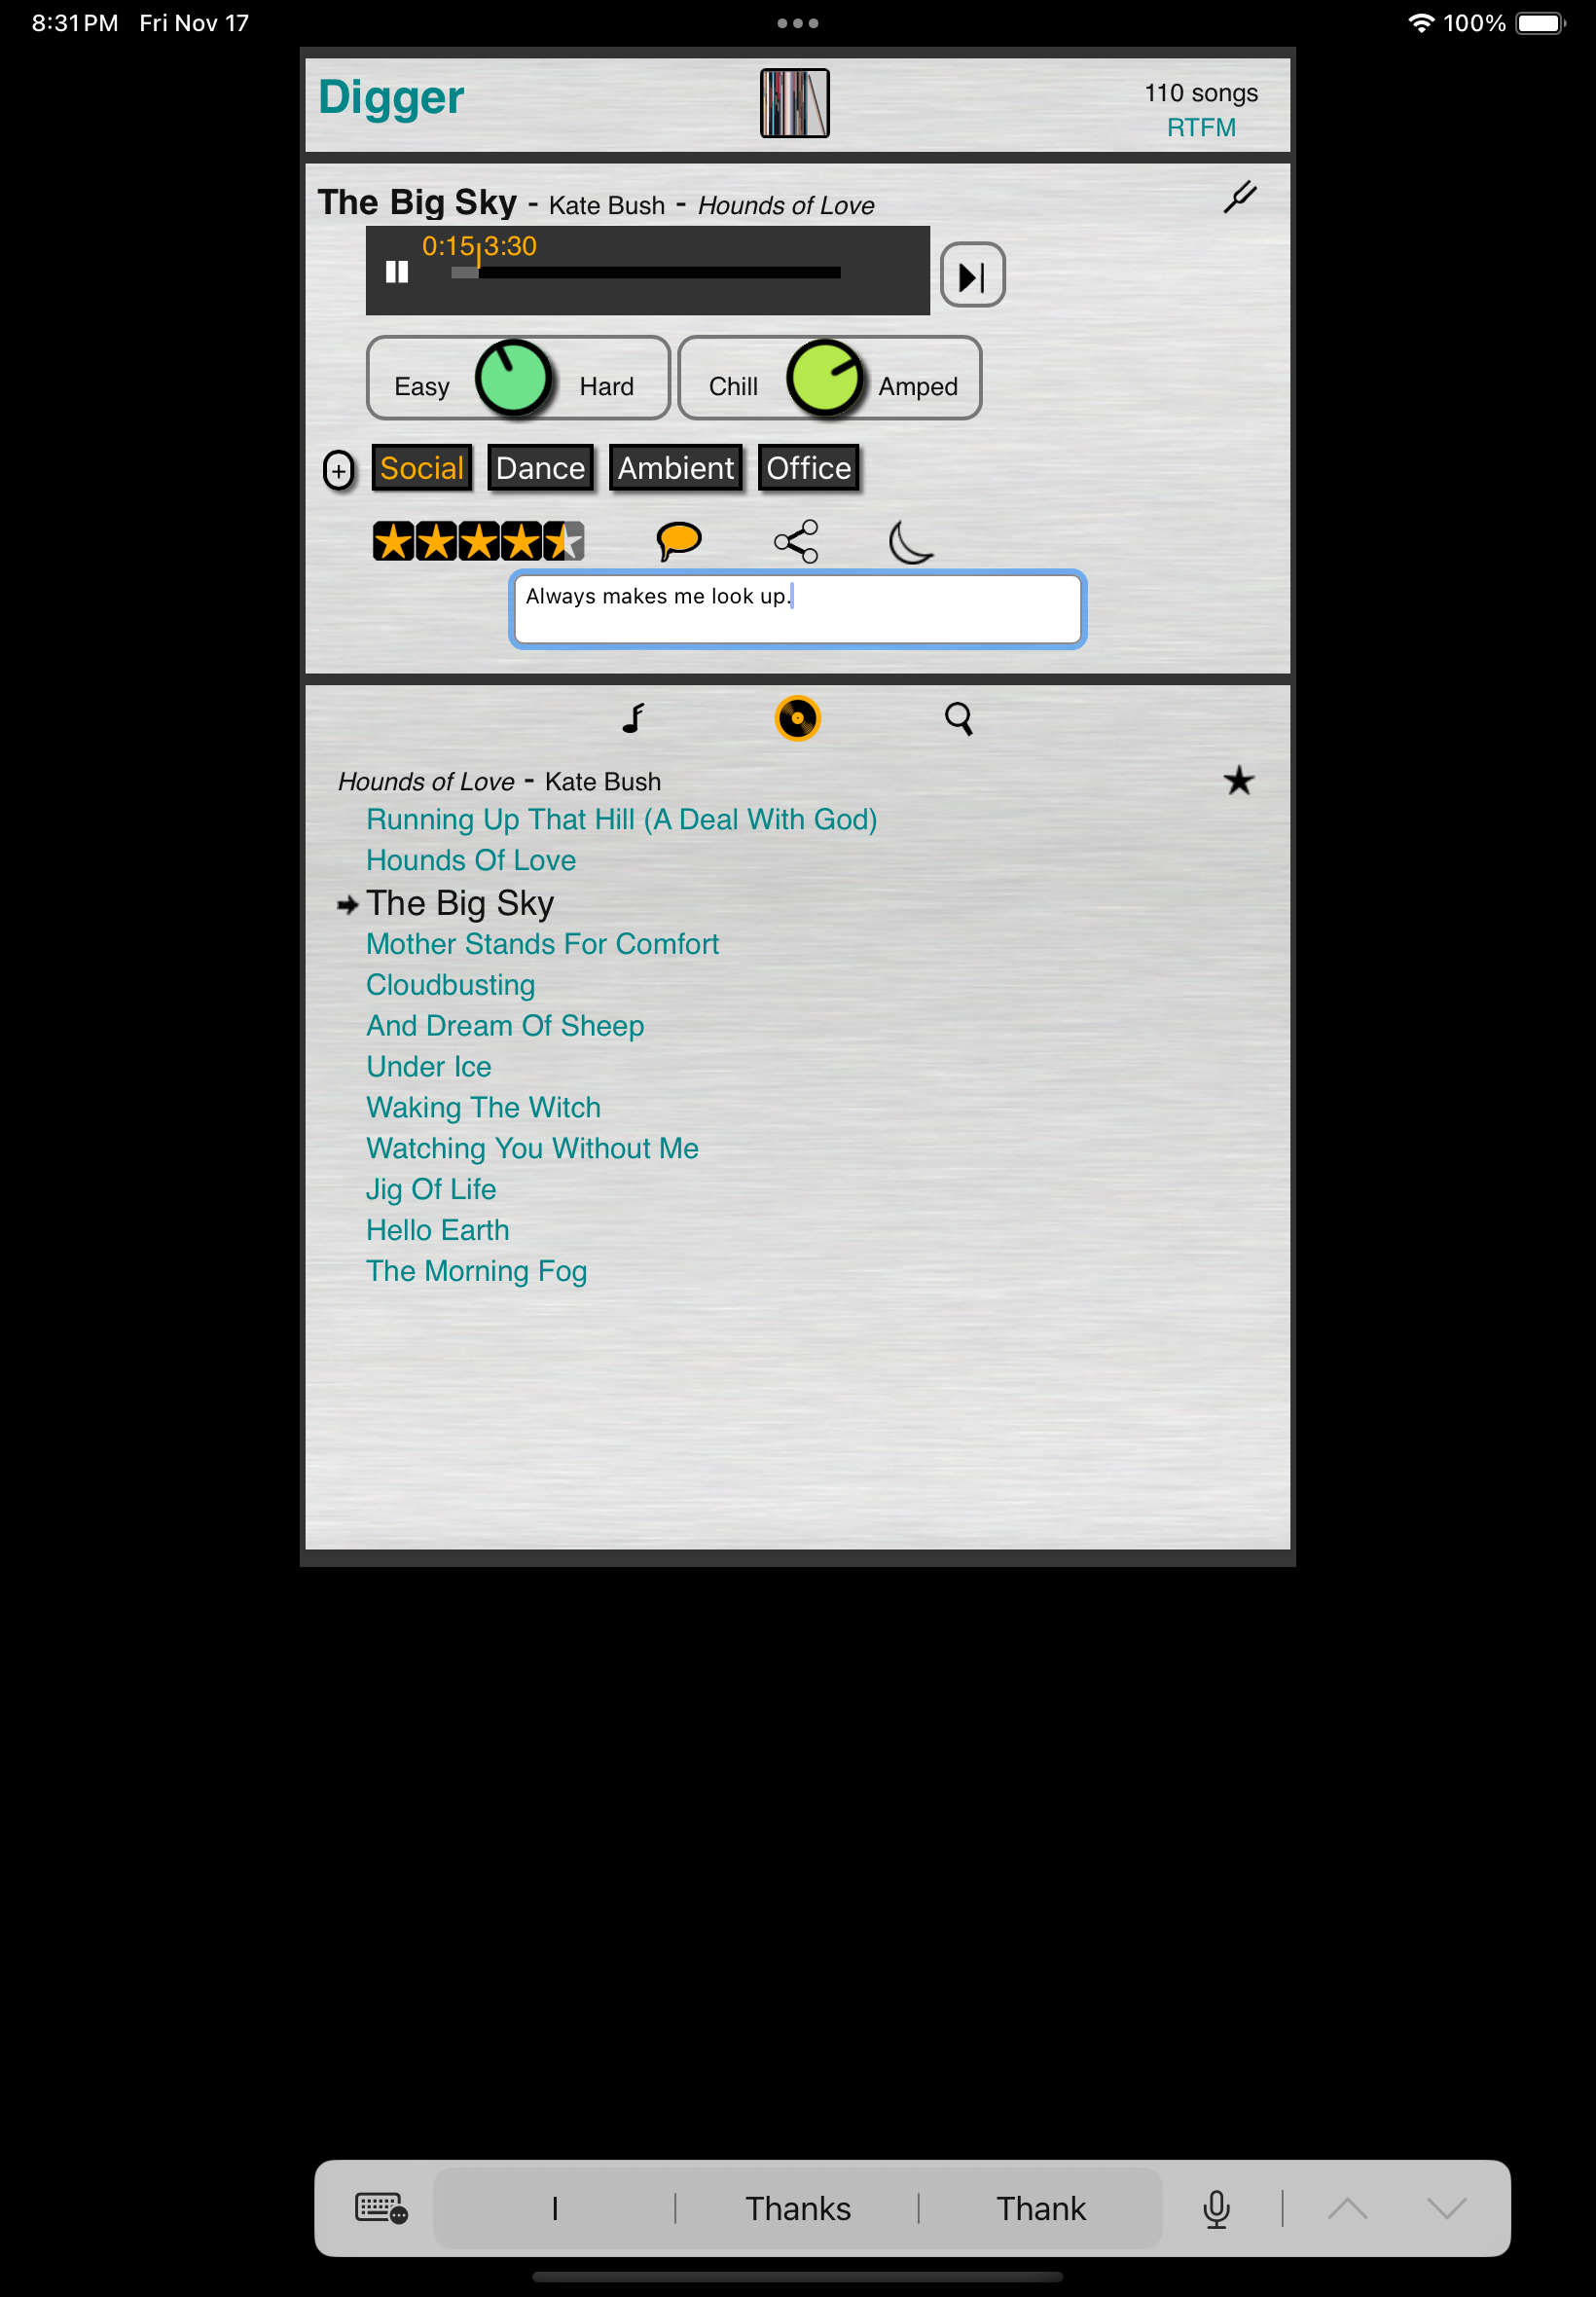 8:31 PM Fri Nov 17 100%
Digger
110 songs
RTFM
The Big Sky - Kate Bush - Hounds of Love
0:15 3:30
Easy Hard Chill Amped
Social Dance Ambient Office
Always makes me look up.
Hounds of Love - Kate Bush
Running Up That Hill (A Deal With God)
Hounds Of Love
The Big Sky
Mother Stands For Comfort
Cloudbusting
And Dream Of Sheep
Under Ice
Waking The Witch
Watching You Without Me
Jig Of Life
Hello Earth
The Morning Fog
I Thanks Thank